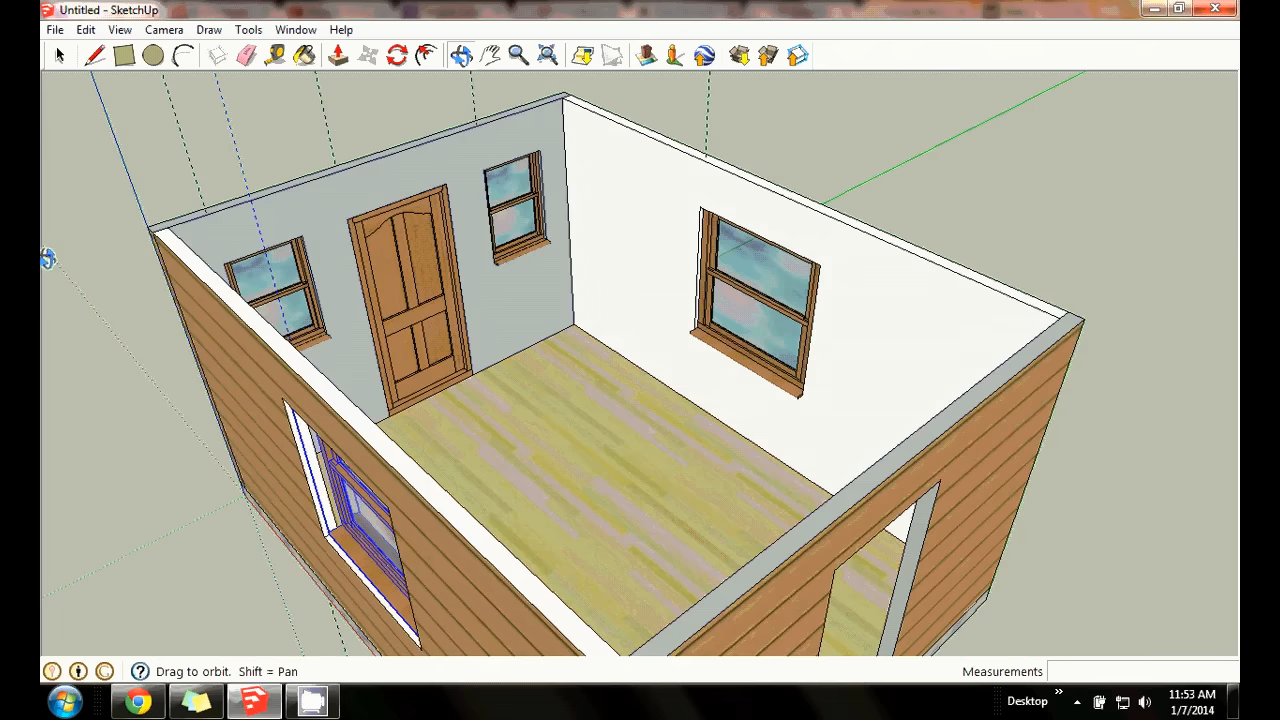 Untitled - SketchUp
File Edit View Camera Draw Tools Window Help
Drag to orbit. Shift = Pan
Measurements
Desktop
11:53 AM
1/7/2014